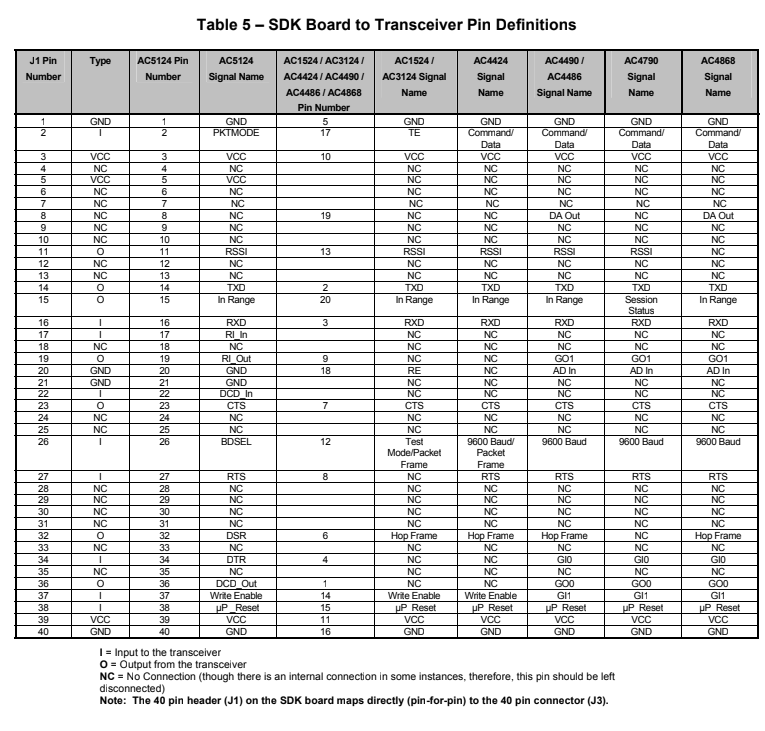 Table 5 – SDK Board to Transceiver Pin Definitions
J1 Pin Number Type AC5124 Pin Number AC5124 Signal Name AC1524 / AC3124 / AC4424 / AC4490 / AC4486 / AC4868 Pin Number AC1524 / AC3124 Signal Name AC4424 Signal Name AC4490 / AC4486 Signal Name AC4790 Signal Name AC4868 Signal Name
1 GND 1 GND 5 GND GND GND GND GND
2 I 2 PKTMODE 17 TE Command/ Data Command/ Data Command/ Data Command/ Data
3 VCC 3 VCC 10 VCC VCC VCC VCC VCC
4 NC 4 NC NC NC NC NC NC
5 VCC 5 VCC NC NC NC NC NC
6 NC 6 NC NC NC NC NC NC
7 NC 7 NC NC NC NC NC NC
8 NC 8 NC 19 NC NC DA Out NC DA Out
9 NC 9 NC NC NC NC NC NC
10 NC 10 NC NC NC NC NC NC
11 O 11 RSSI 13 RSSI RSSI RSSI RSSI NC
12 NC 12 NC NC NC NC NC NC
13 NC 13 NC NC NC NC NC NC
14 O 14 TXD 2 TXD TXD TXD TXD TXD
15 O 15 In Range 20 In Range In Range In Range Session Status In Range
16 I 16 RXD 3 RXD RXD RXD RXD RXD
17 I 17 RI_In NC NC NC NC NC
18 NC 18 NC NC NC NC NC NC
19 O 19 RI_Out 9 NC NC GO1 GO1 GO1
20 GND 20 GND 18 RE NC AD In AD In AD In
21 GND 21 GND NC NC NC NC NC
22 I 22 DCD_In NC NC NC NC NC
23 O 23 CTS 7 CTS CTS CTS CTS CTS
24 NC 24 NC NC NC NC NC NC
25 NC 25 NC NC NC NC NC NC
26 I 26 BDSEL 12 Test Mode/Packet Frame 9600 Baud/ Packet Frame 9600 Baud 9600 Baud 9600 Baud
27 I 27 RTS 8 NC RTS RTS RTS RTS
28 NC 28 NC NC NC NC NC NC
29 NC 29 NC NC NC NC NC NC
30 NC 30 NC NC NC NC NC NC
31 NC 31 NC NC NC NC NC NC
32 O 32 DSR 6 Hop Frame Hop Frame Hop Frame NC Hop Frame
33 NC 33 NC NC NC NC NC NC
34 I 34 DTR 4 NC NC GI0 GI0 GI0
35 NC 35 NC NC NC NC NC NC
36 O 36 DCD_Out 1 NC NC GO0 GO0 GO0
37 I 37 Write Enable 14 Write Enable Write Enable GI1 GI1 GI1
38 I 38 µP_Reset 15 µP Reset µP Reset µP Reset µP Reset µP Reset
39 VCC 39 VCC 11 VCC VCC VCC VCC VCC
40 GND 40 GND 16 GND GND GND GND GND
I = Input to the transceiver
O = Output from the transceiver
NC = No Connection (though there is an internal connection in some instances, therefore, this pin should be left
disconnected)
Note: The 40 pin header (J1) on the SDK board maps directly (pin-for-pin) to the 40 pin connector (J3).